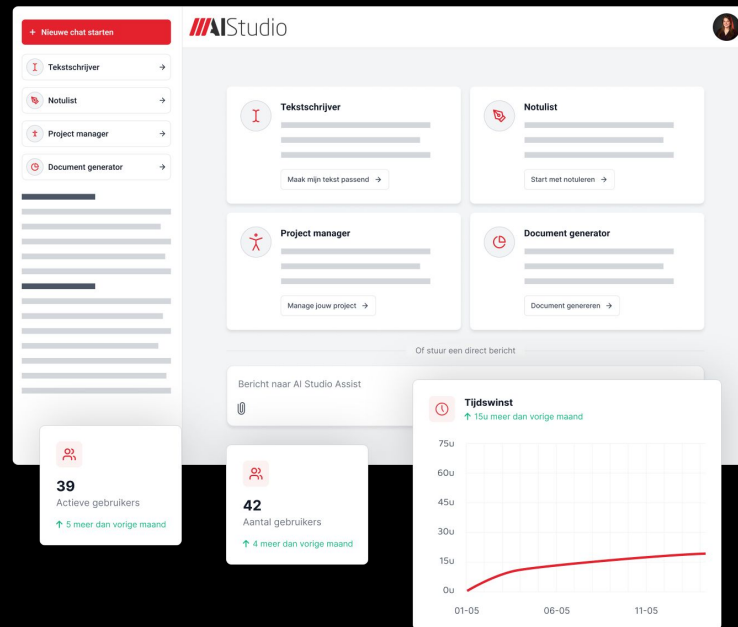 + Nieuwe chat starten
Tekstschrijver →
Notulist →
Project manager →
Document generator →
AIStudio
Tekstschrijver
Maak mijn tekst passend →
Notulist
Start met notuleren →
Project manager
Manage jouw project →
Document generator
Document genereren →
Of stuur een direct bericht
Bericht naar AI Studio Assist
39
Actieve gebruikers
↑ 5 meer dan vorige maand
42
Aantal gebruikers
↑ 4 meer dan vorige maand
Tijdswinst
↑ 15u meer dan vorige maand
75u
60u
45u
30u
15u
0u
01-05 06-05 11-05